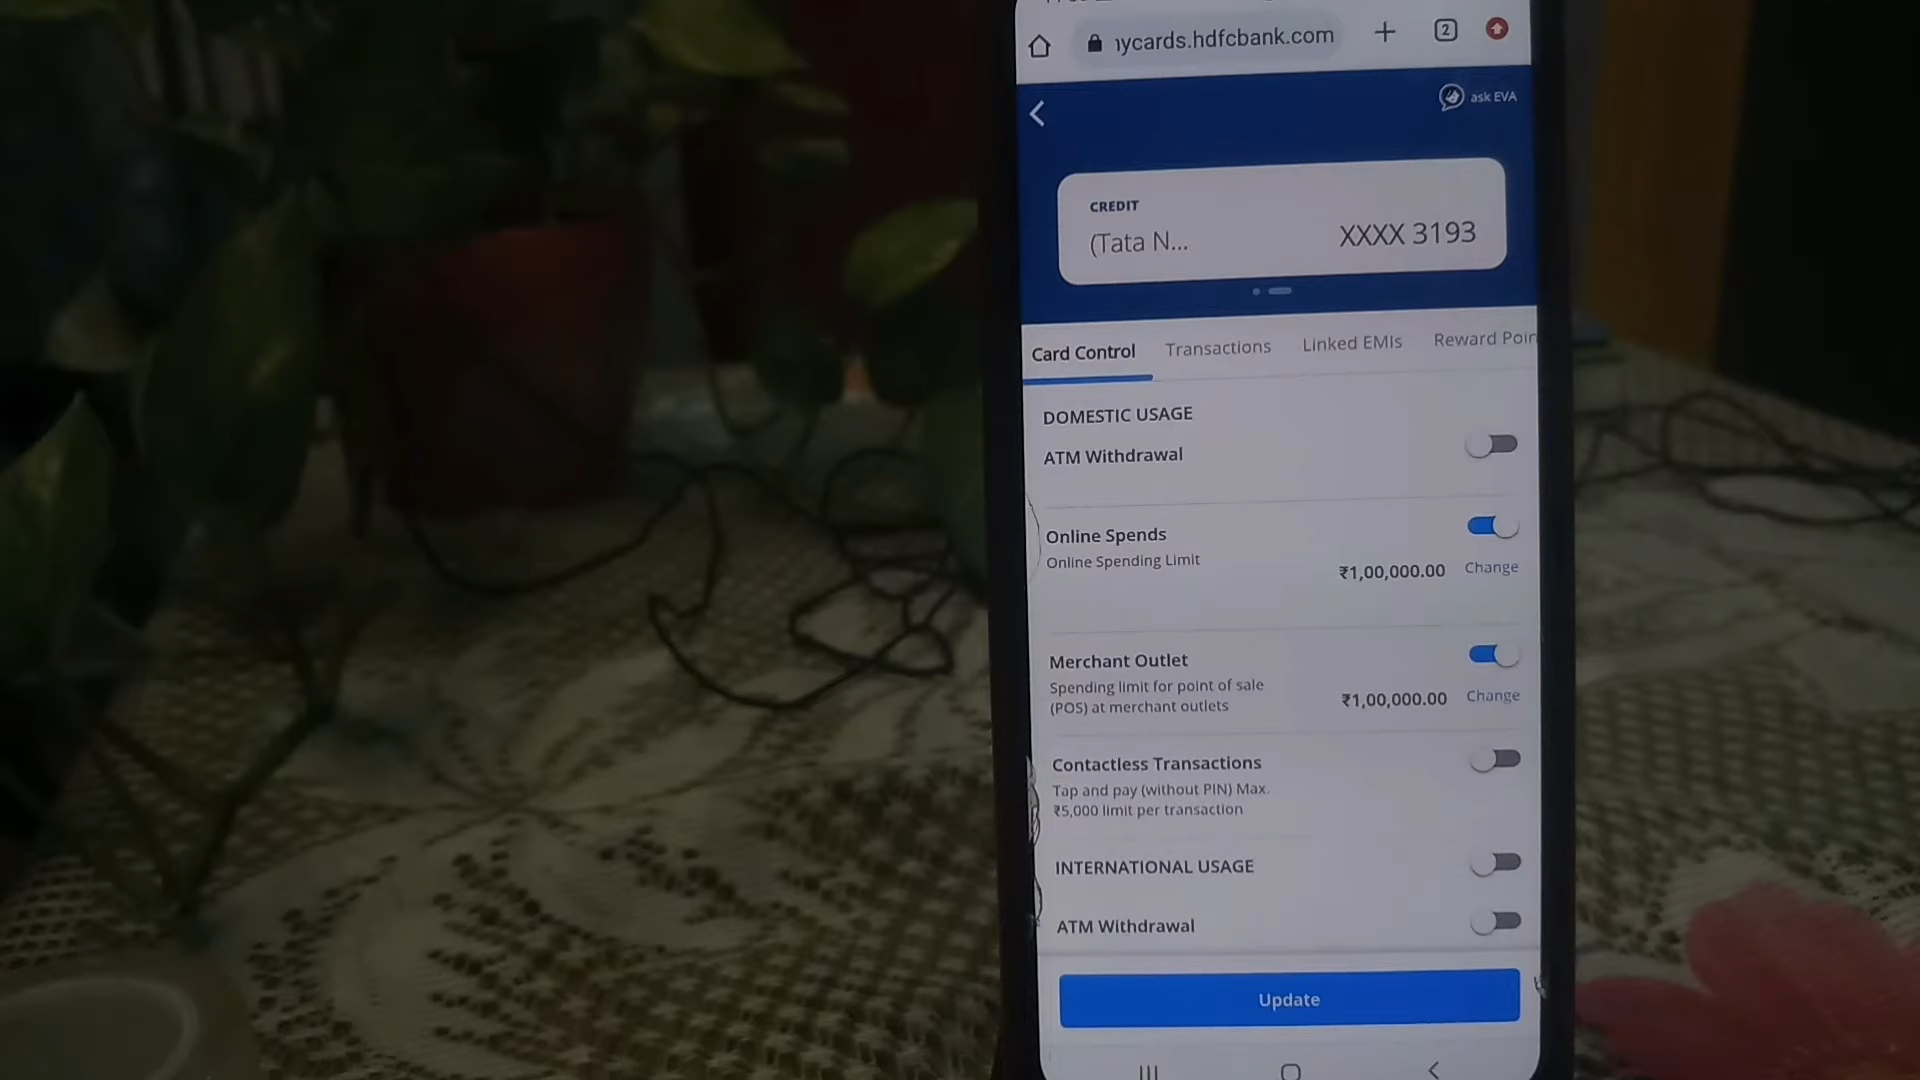 ycards.hdfcbank.com
2
ask EVA
CREDIT
(Tata N...
XXXX 3193
Card Control
Transactions
Linked EMIs
Reward Poin
DOMESTIC USAGE
ATM Withdrawal
Online Spends
Online Spending Limit
₹1,00,000.00
Change
Merchant Outlet
Spending limit for point of sale
(POS) at merchant outlets
₹1,00,000.00
Change
Contactless Transactions
Tap and pay (without PIN) Max.
₹5,000 limit per transaction
INTERNATIONAL USAGE
ATM Withdrawal
Update